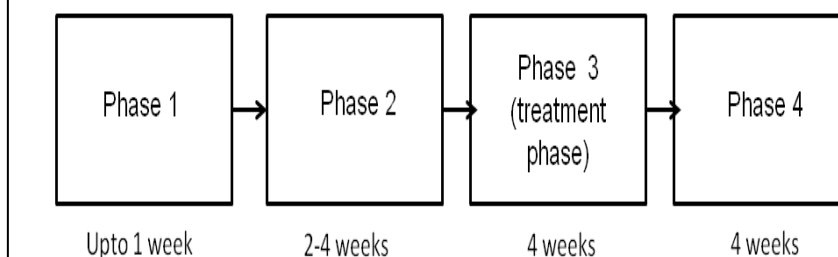 Phase 1
Phase 2
Phase 3
(treatment
phase)
Phase 4
Upto 1 week
2-4 weeks
4 weeks
4 weeks